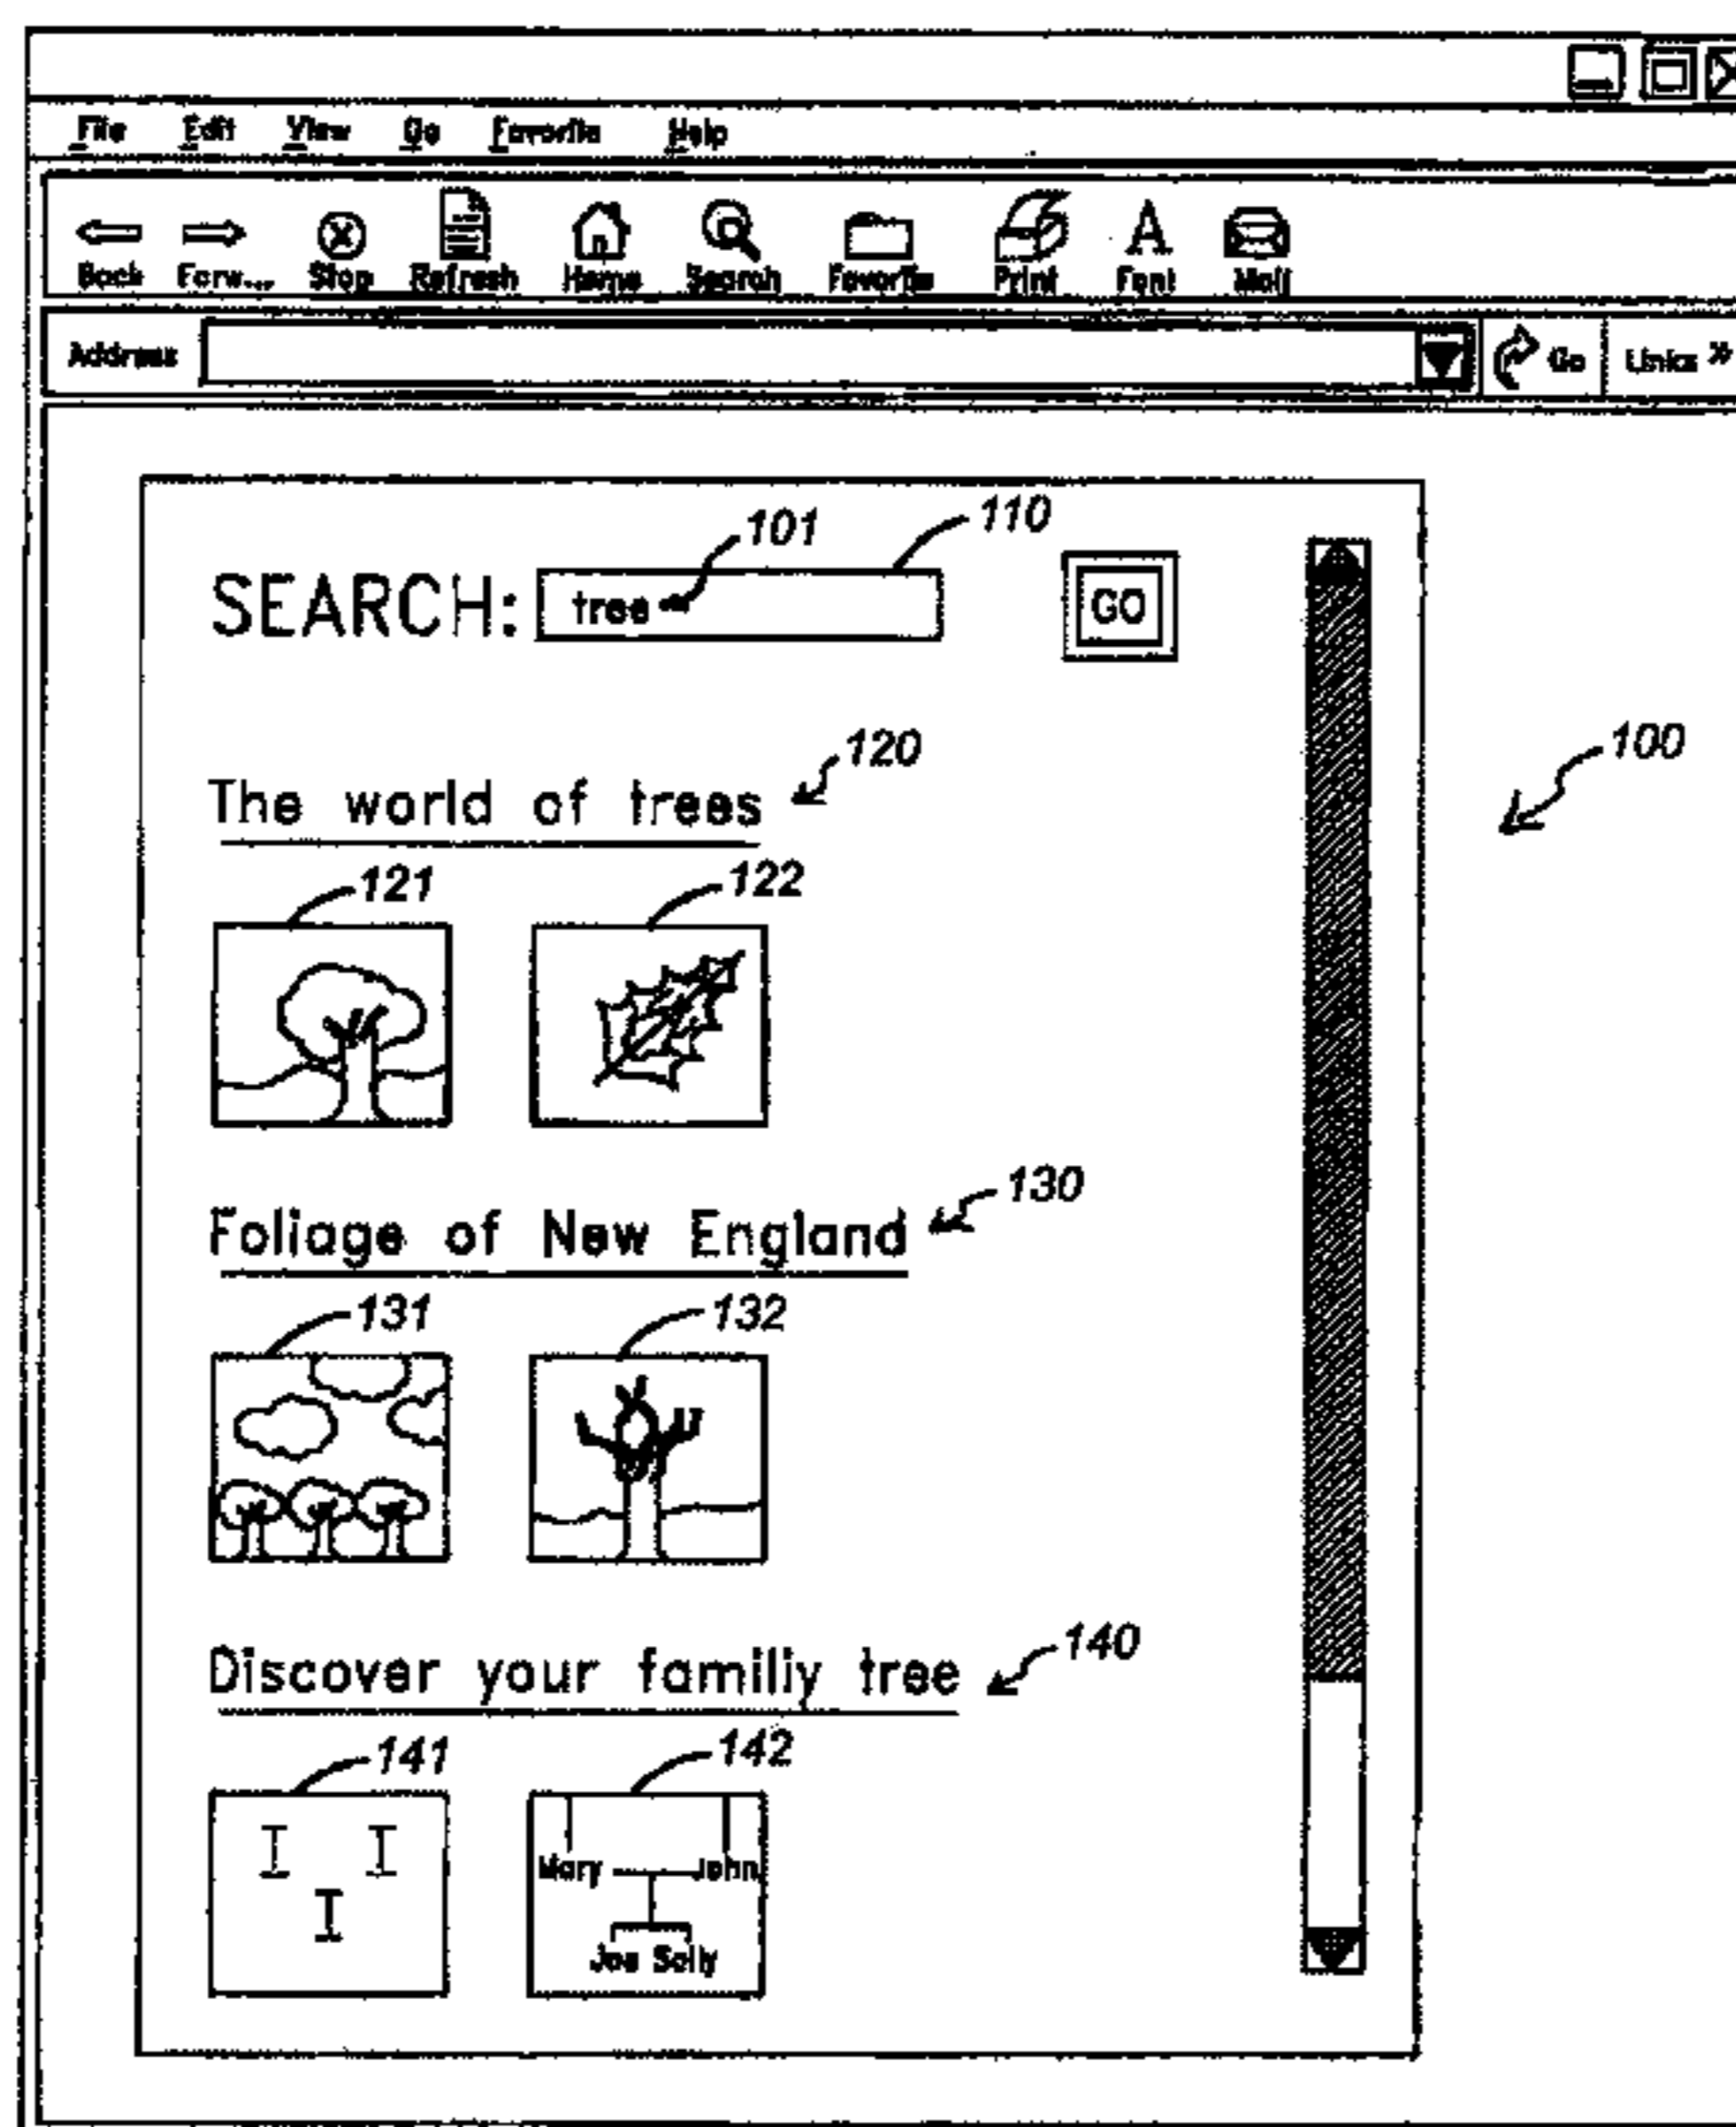 File Edit View Go Favorite Help
Back Forw... Stop Refresh Home Search Favorite Print Font Mail
Address Go Links »
101 110
SEARCH: tree GO
120
100
The world of trees
121 122
130
Foliage of New England
131 132
140
Discover your familiy tree
141 142
I I
Mary John
I
Joe Sally